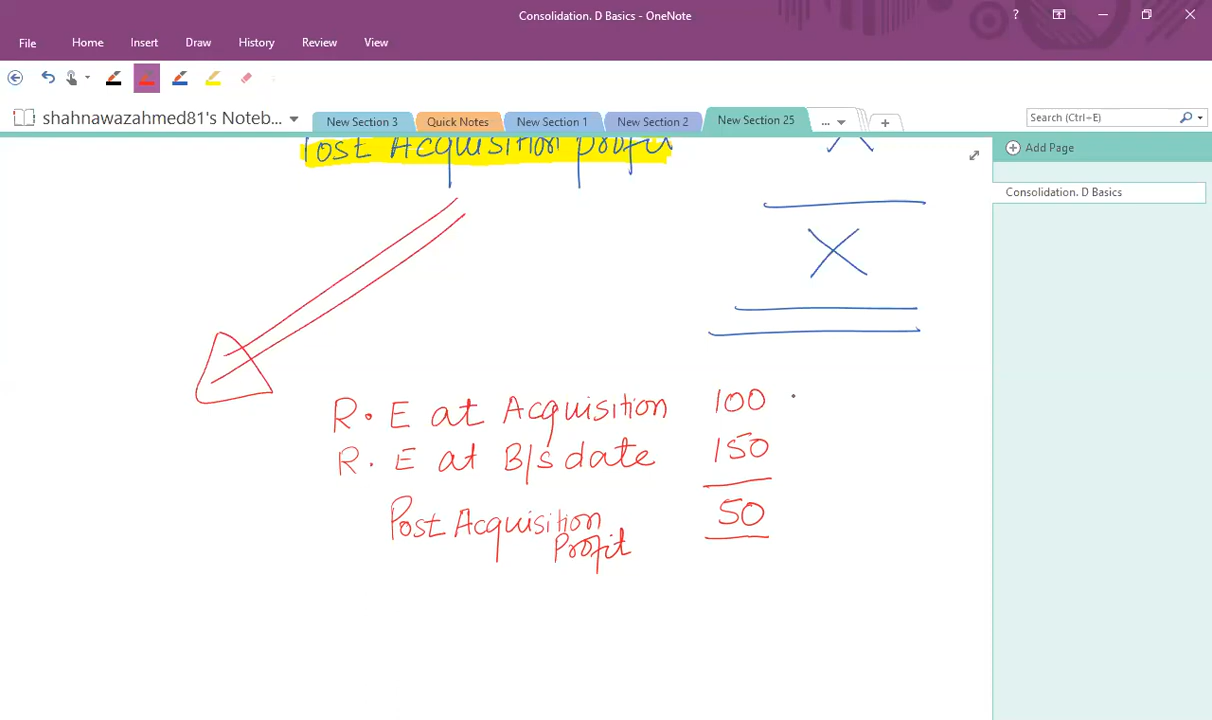 Consolidation. D Basics - OneNote
?
File Home Insert Draw History Review View
shahnawazahmed81's Noteb... New Section 3 Quick Notes New Section 1 New Section 2 New Section 25 ... Search (Ctrl+E)
Add Page
Consolidation. D Basics
Post Acquisition profit X
X
R. E at Acquisition 100
R. E at B/s date 150
Post Acquisition 50
Profit